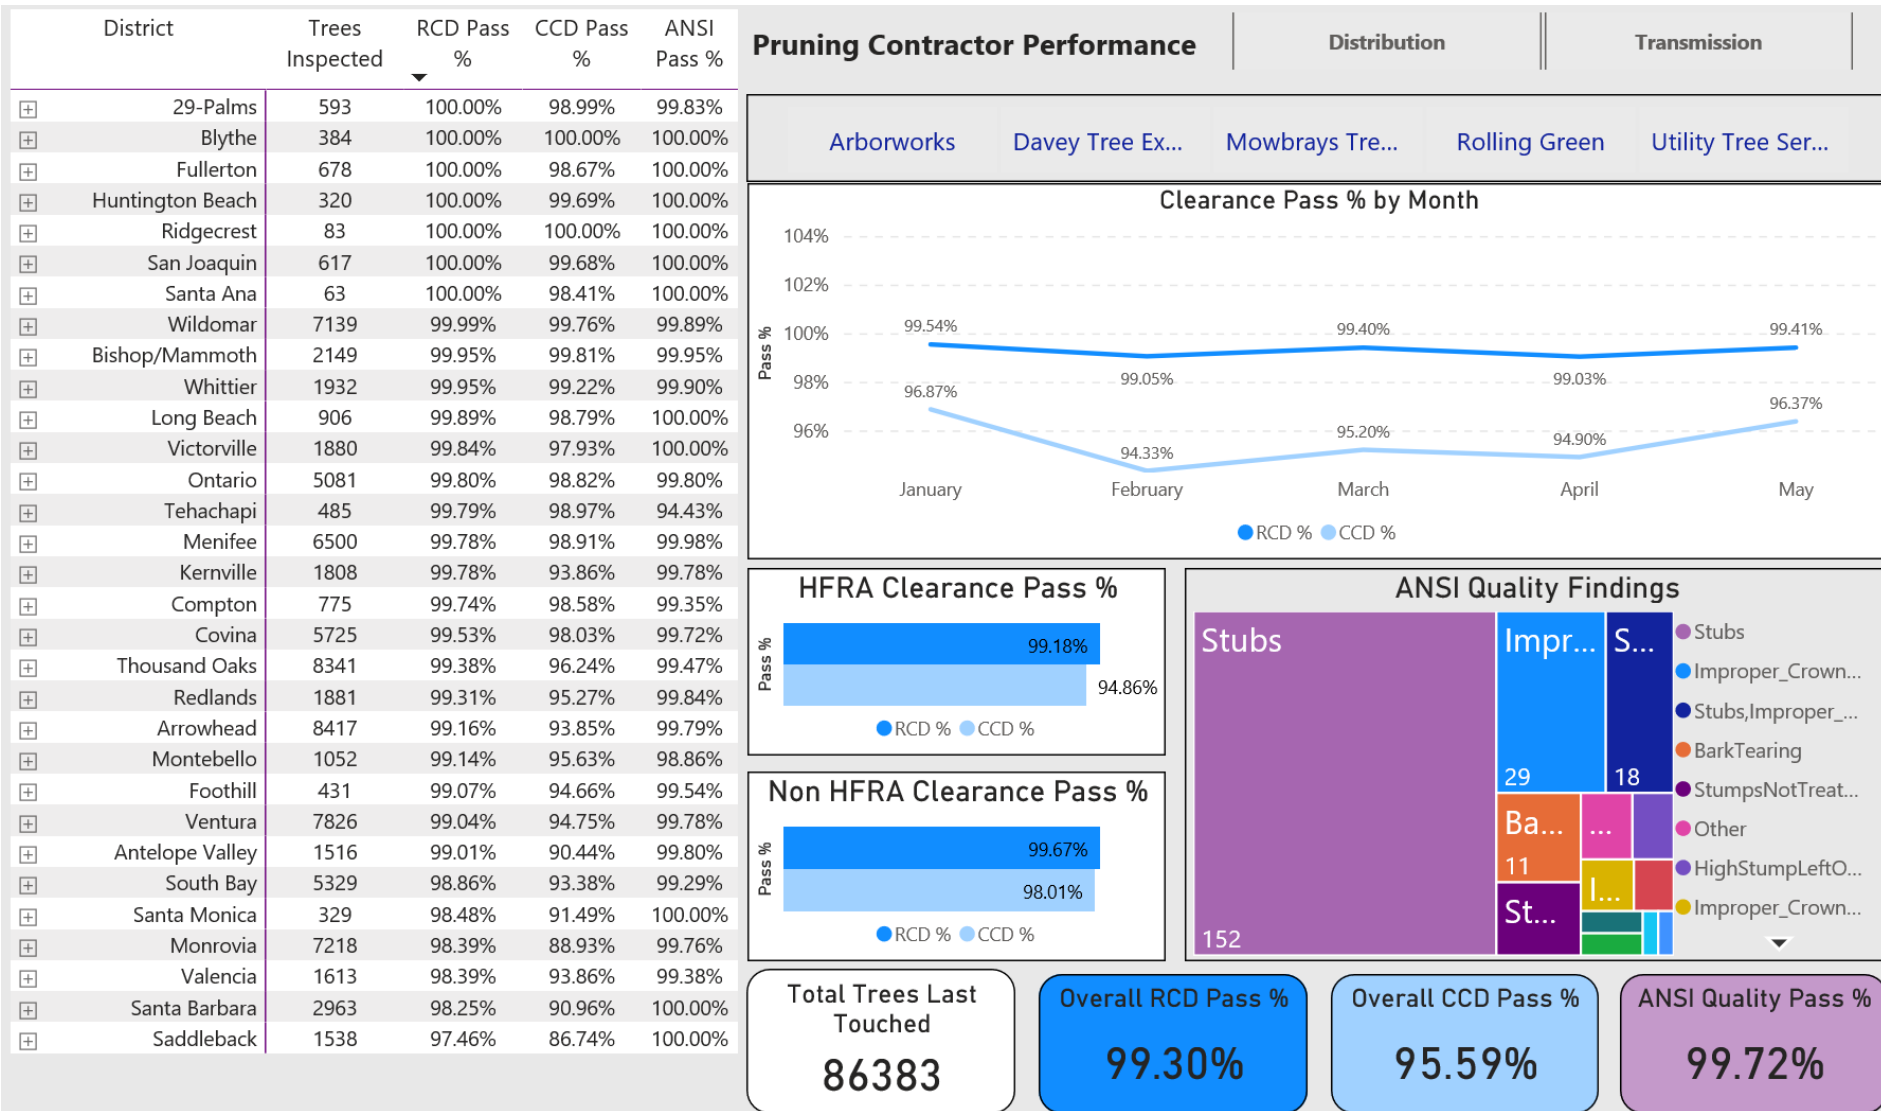 District Trees Inspected RCD Pass % CCD Pass % ANSI Pass %
29-Palms 593 100.00% 98.99% 99.83%
Blythe 384 100.00% 100.00% 100.00%
Fullerton 678 100.00% 98.67% 100.00%
Huntington Beach 320 100.00% 99.69% 100.00%
Ridgecrest 83 100.00% 100.00% 100.00%
San Joaquin 617 100.00% 99.68% 100.00%
Santa Ana 63 100.00% 98.41% 100.00%
Wildomar 7139 99.99% 99.76% 99.89%
Bishop/Mammoth 2149 99.95% 99.81% 99.95%
Whittier 1932 99.95% 99.22% 99.90%
Long Beach 906 99.89% 98.79% 100.00%
Victorville 1880 99.84% 97.93% 100.00%
Ontario 5081 99.80% 98.82% 99.80%
Tehachapi 485 99.79% 98.97% 94.43%
Menifee 6500 99.78% 98.91% 99.98%
Kernville 1808 99.78% 93.86% 99.78%
Compton 775 99.74% 98.58% 99.35%
Covina 5725 99.53% 98.03% 99.72%
Thousand Oaks 8341 99.38% 96.24% 99.47%
Redlands 1881 99.31% 95.27% 99.84%
Arrowhead 8417 99.16% 93.85% 99.79%
Montebello 1052 99.14% 95.63% 98.86%
Foothill 431 99.07% 94.66% 99.54%
Ventura 7826 99.04% 94.75% 99.78%
Antelope Valley 1516 99.01% 90.44% 99.80%
South Bay 5329 98.86% 93.38% 99.29%
Santa Monica 329 98.48% 91.49% 100.00%
Monrovia 7218 98.39% 88.93% 99.76%
Valencia 1613 98.39% 93.86% 99.38%
Santa Barbara 2963 98.25% 90.96% 100.00%
Saddleback 1538 97.46% 86.74% 100.00%
Pruning Contractor Performance
Distribution
Transmission
Arborworks
Davey Tree Ex...
Mowbrays Tre...
Rolling Green
Utility Tree Ser...
Clearance Pass % by Month
Pass %
104%
102%
100%
98%
96%
99.54% 99.05% 99.40% 99.03% 99.41%
96.87% 94.33% 95.20% 94.90% 96.37%
January February March April May
RCD % CCD %
HFRA Clearance Pass %
Pass %
99.18%
94.86%
RCD % CCD %
Non HFRA Clearance Pass %
Pass %
99.67%
98.01%
RCD % CCD %
ANSI Quality Findings
Stubs
152
Impr...
29
S...
18
Ba...
11
St...
...
I...
Stubs
Improper_Crown...
Stubs,Improper_...
BarkTearing
StumpsNotTreat...
Other
HighStumpLeftO...
Improper_Crown...
Total Trees Last
Touched
86383
Overall RCD Pass %
99.30%
Overall CCD Pass %
95.59%
ANSI Quality Pass %
99.72%